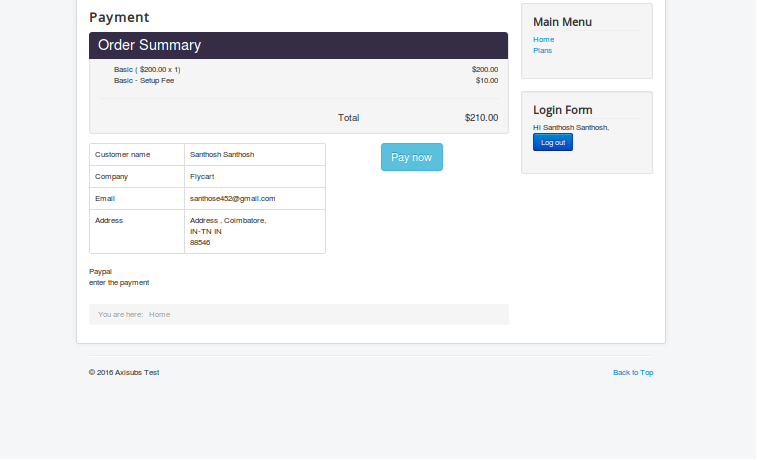 Payment
Order Summary
Basic ( $200.00 x 1) $200.00
Basic - Setup Fee $10.00
Total $210.00
Customer name Santhosh Santhosh
Company Flycart
Email santhose452@gmail.com
Address Address , Coimbatore,
IN-TN IN
88546
Pay now
Paypal
enter the payment
You are here: Home
Main Menu
Home
Plans
Login Form
Hi Santhosh Santhosh,
Log out
© 2016 Axisubs Test
Back to Top